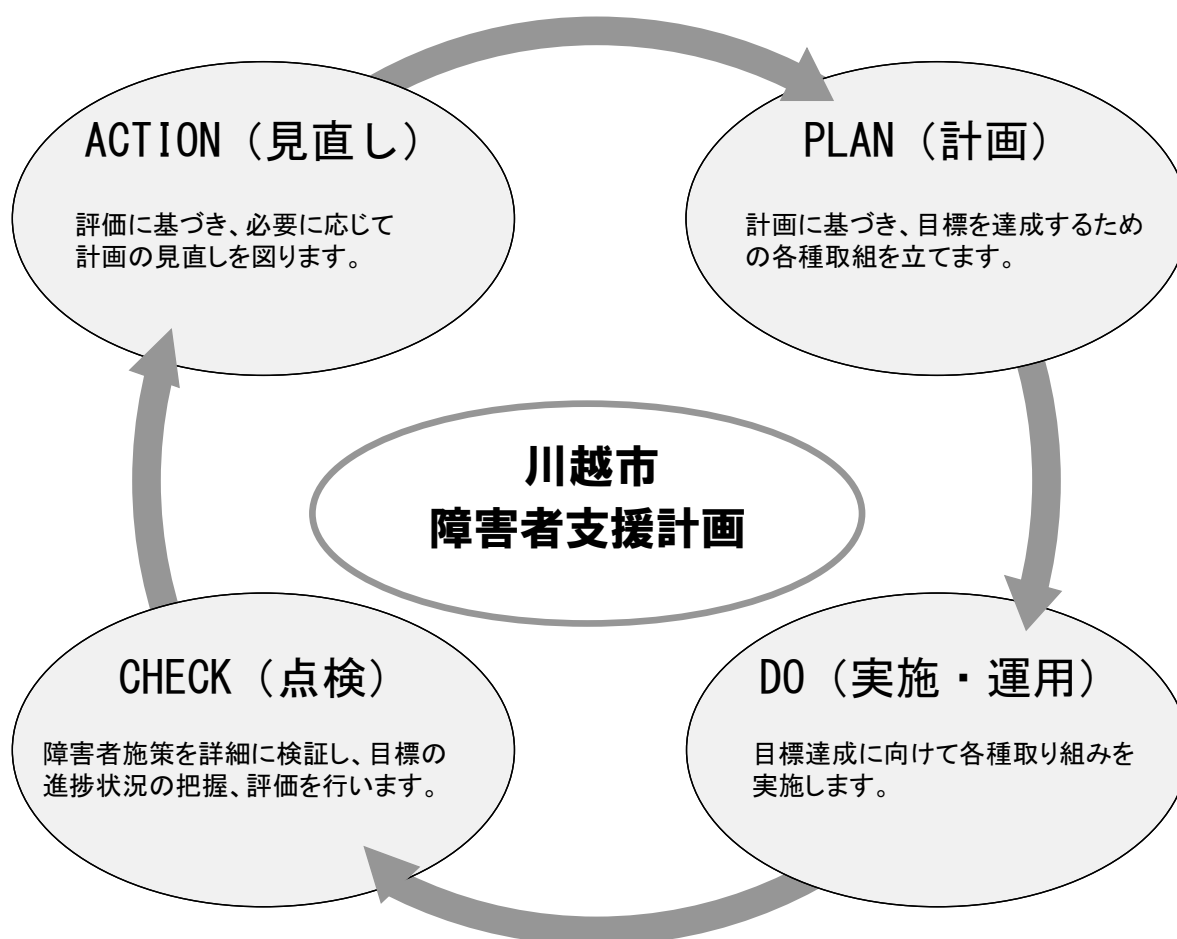 ACTION（見直し）
評価に基づき、必要に応じて
計画の見直しを図ります。
PLAN（計画）
計画に基づき、目標を達成するため
の各種取組を立てます。
川越市
障害者支援計画
CHECK（点検）
障害者施策を詳細に検証し、目標の
進捗状況の把握、評価を行います。
DO（実施・運用）
目標達成に向けて各種取り組みを
実施します。